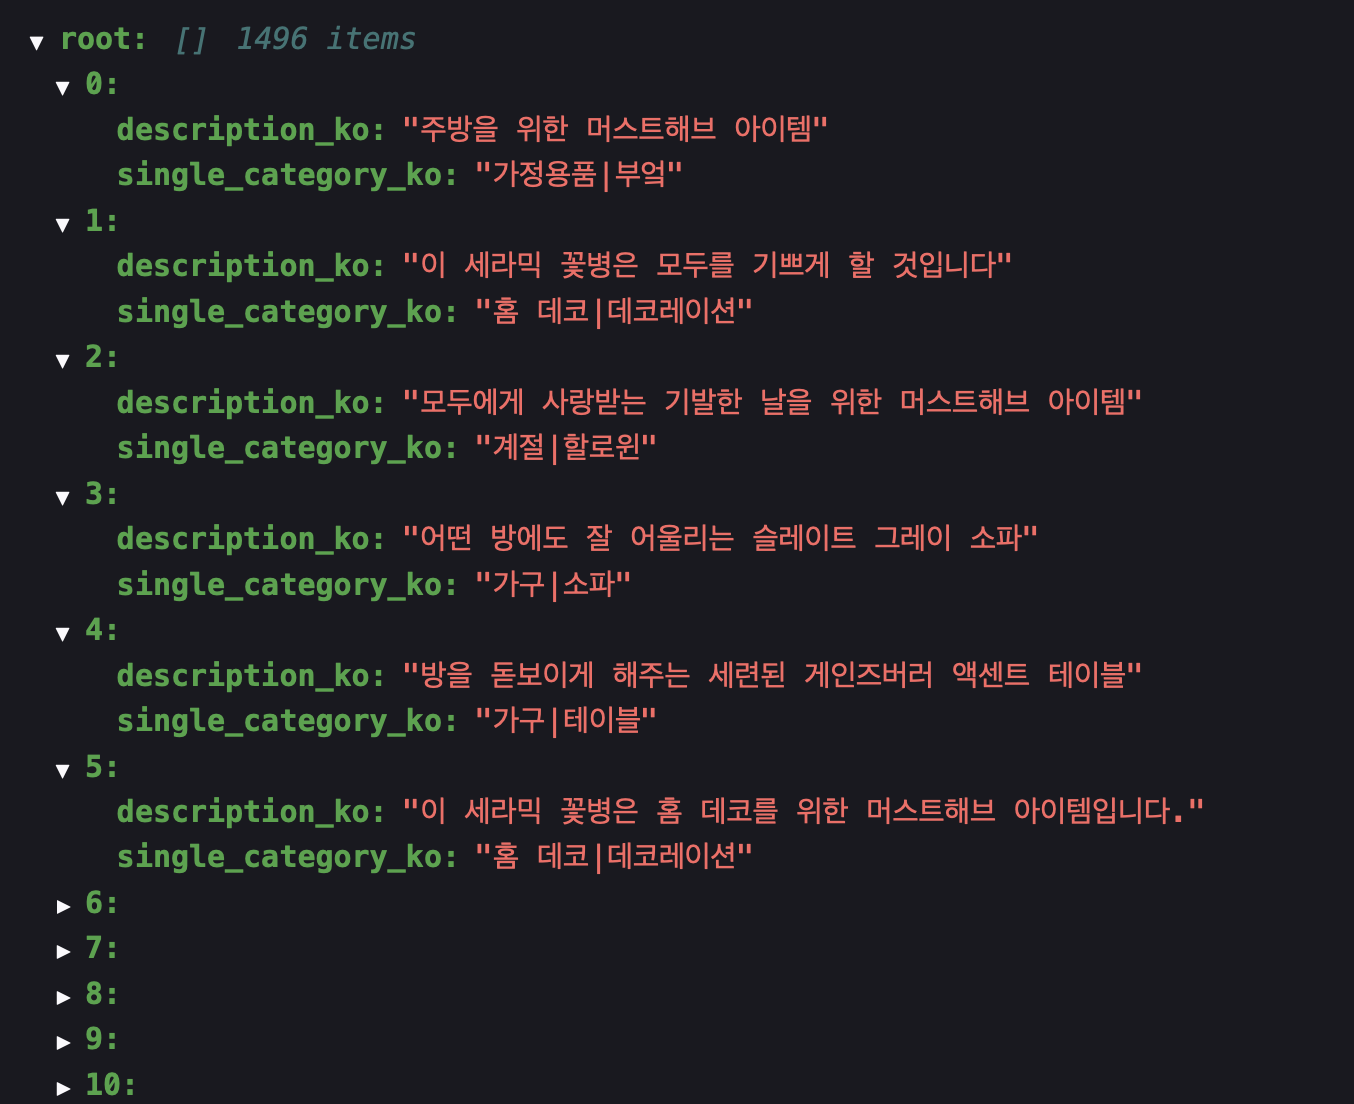 ▼ root: [] 1496 items
▼ 0:
description_ko: "주방을 위한 머스트해브 아이템"
single_category_ko: "가정용품|부엌"
▼ 1:
description_ko: "이 세라믹 꽃병은 모두를 기쁘게 할 것입니다"
single_category_ko: "홈 데코|데코레이션"
▼ 2:
description_ko: "모두에게 사랑받는 기발한 날을 위한 머스트해브 아이템"
single_category_ko: "계절|할로윈"
▼ 3:
description_ko: "어떤 방에도 잘 어울리는 슬레이트 그레이 소파"
single_category_ko: "가구|소파"
▼ 4:
description_ko: "방을 돋보이게 해주는 세련된 게인즈버러 액센트 테이블"
single_category_ko: "가구|테이블"
▼ 5:
description_ko: "이 세라믹 꽃병은 홈 데코를 위한 머스트해브 아이템입니다."
single_category_ko: "홈 데코|데코레이션"
▶ 6:
▶ 7:
▶ 8:
▶ 9:
▶ 10: